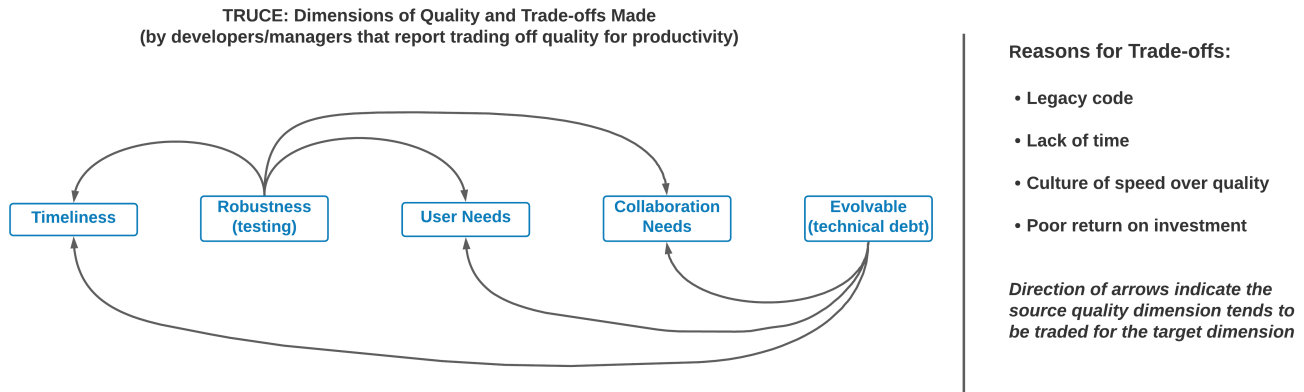 TRUCE: Dimensions of Quality and Trade-offs Made
(by developers/managers that report trading off quality for productivity)
Timeliness
Robustness
(testing)
User Needs
Collaboration
Needs
Evolvable
(technical debt)
Reasons for Trade-offs:
• Legacy code
• Lack of time
• Culture of speed over quality
• Poor return on investment
Direction of arrows indicate the
source quality dimension tends to
be traded for the target dimension